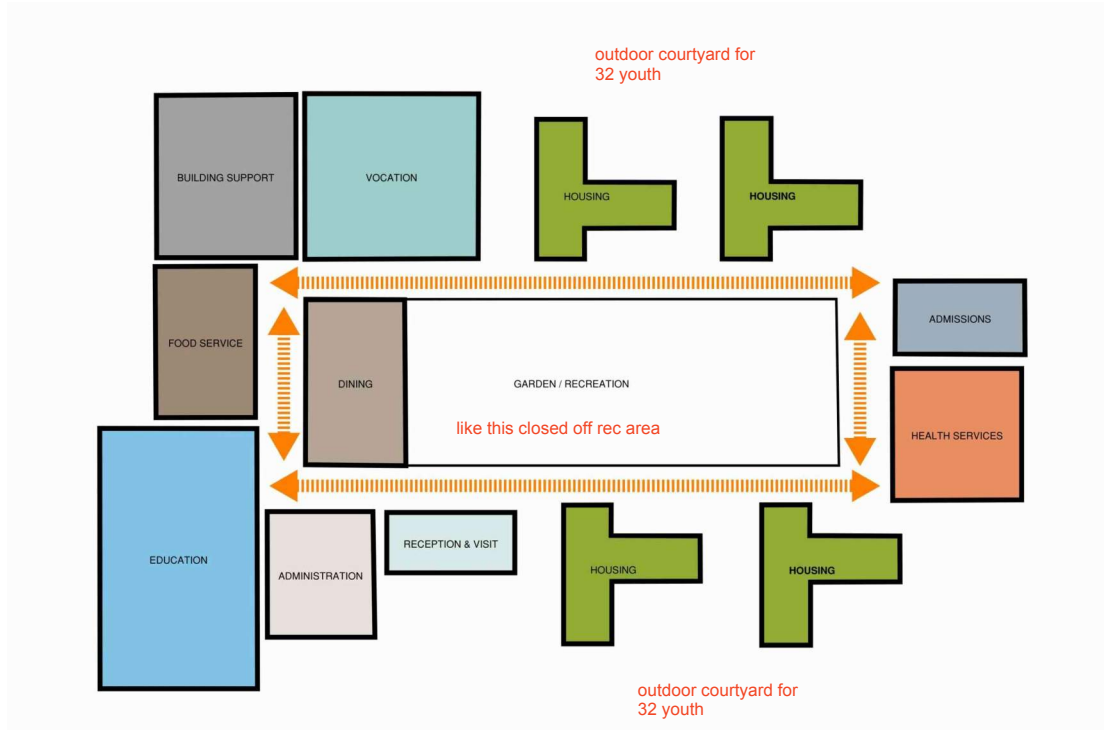 outdoor courtyard for
32 youth
BUILDING SUPPORT
VOCATION
HOUSING
HOUSING
FOOD SERVICE
DINING
GARDEN / RECREATION
like this closed off rec area
ADMISSIONS
HEALTH SERVICES
EDUCATION
ADMINISTRATION
RECEPTION & VISIT
HOUSING
HOUSING
outdoor courtyard for
32 youth